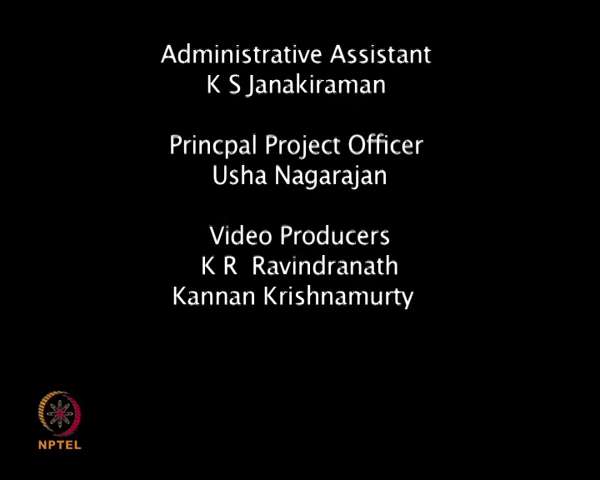 Administrative Assistant
K S Janakiraman
Princpal Project Officer
Usha Nagarajan
Video Producers
K R Ravindranath
Kannan Krishnamurty
NPTEL